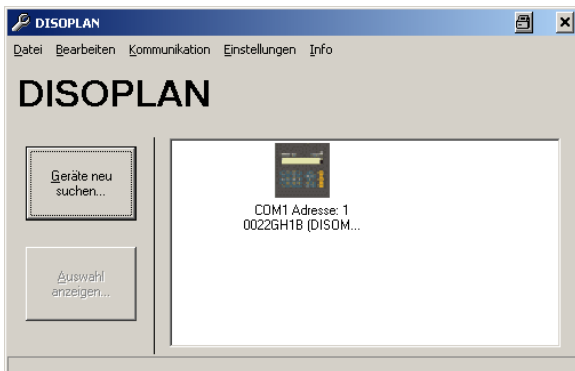 DISOPLAN
Datei Bearbeiten Kommunikation Einstellungen Info
DISOPLAN
Geräte neu
suchen...
Auswahl
anzeigen...
COM1 Adresse: 1
0022GH1B (DISOM...